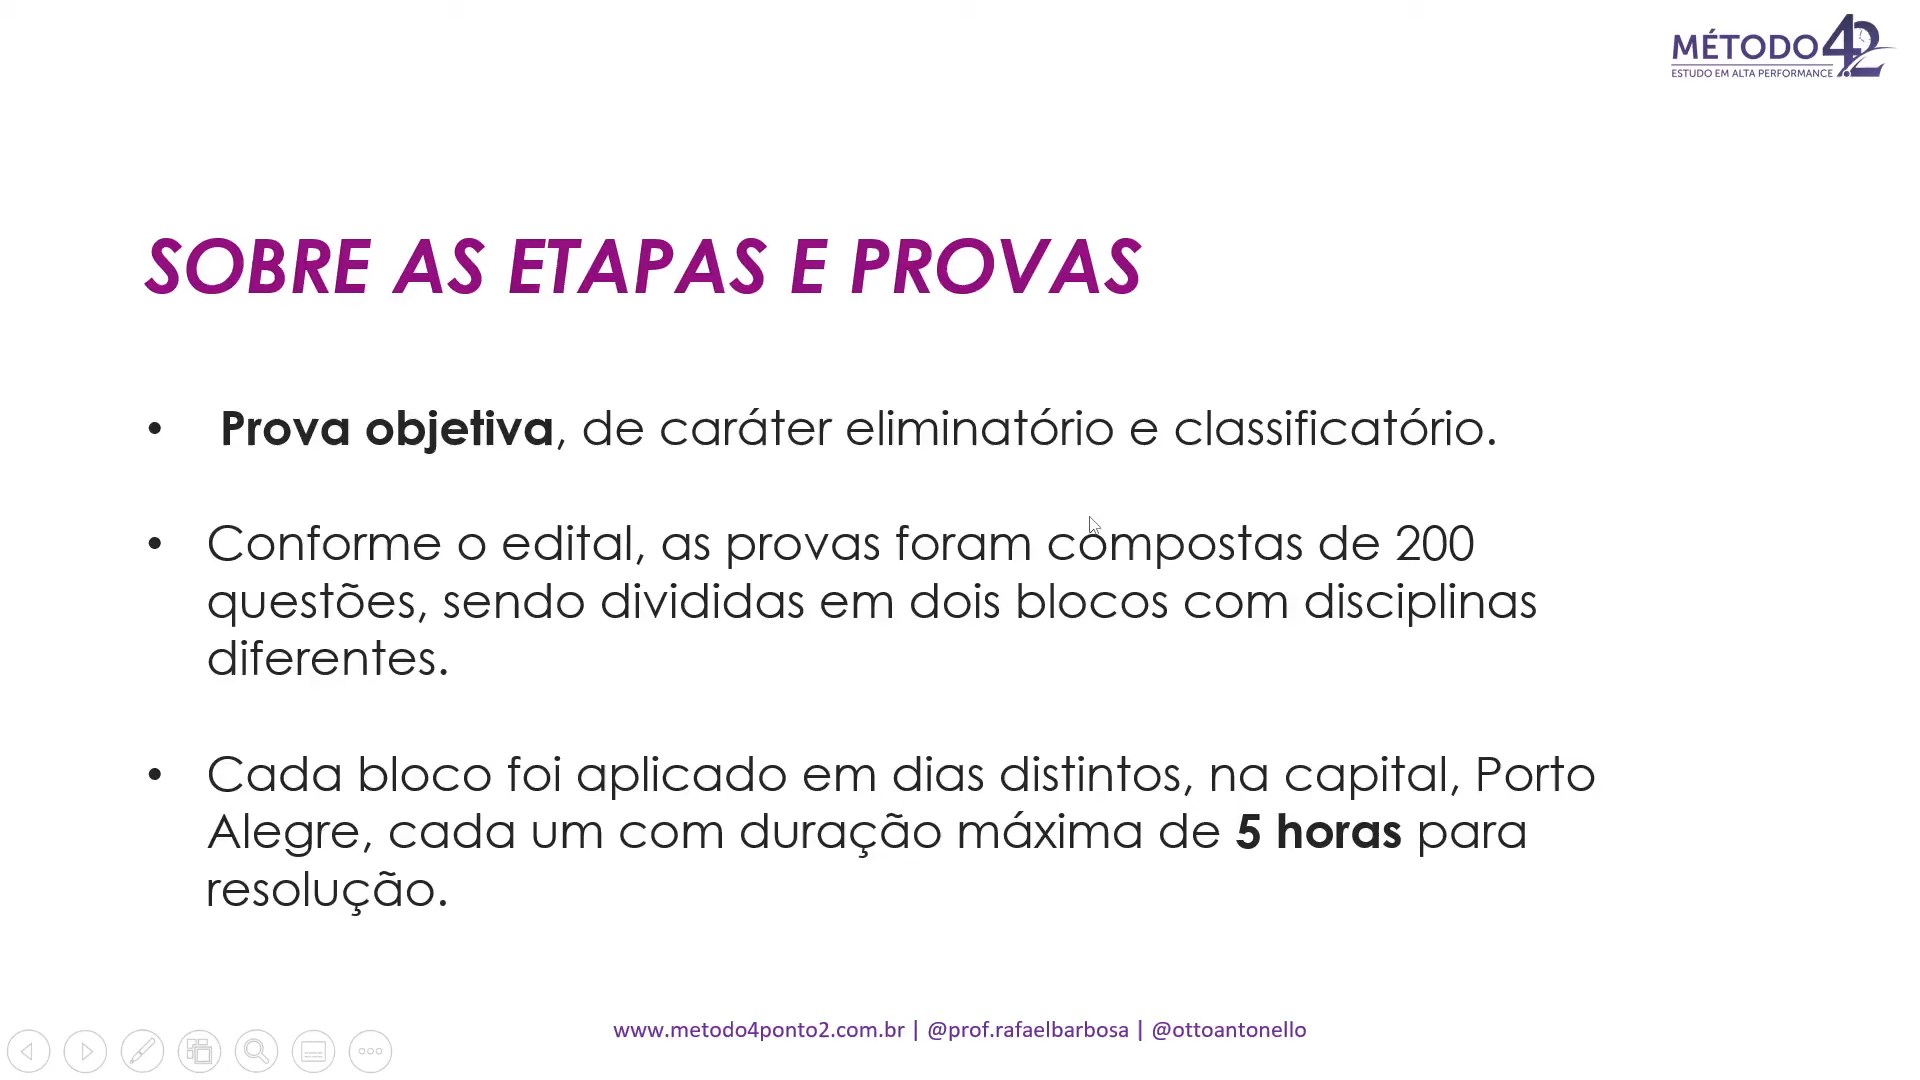 MÉTODO 42
ESTUDO EM ALTA PERFORMANCE
SOBRE AS ETAPAS E PROVAS
• Prova objetiva, de caráter eliminatório e classificatório.
• Conforme o edital, as provas foram compostas de 200
questões, sendo divididas em dois blocos com disciplinas
diferentes.
• Cada bloco foi aplicado em dias distintos, na capital, Porto
Alegre, cada um com duração máxima de 5 horas para
resolução.
www.metodo4ponto2.com.br | @prof.rafaelbarbosa | @ottoantonello